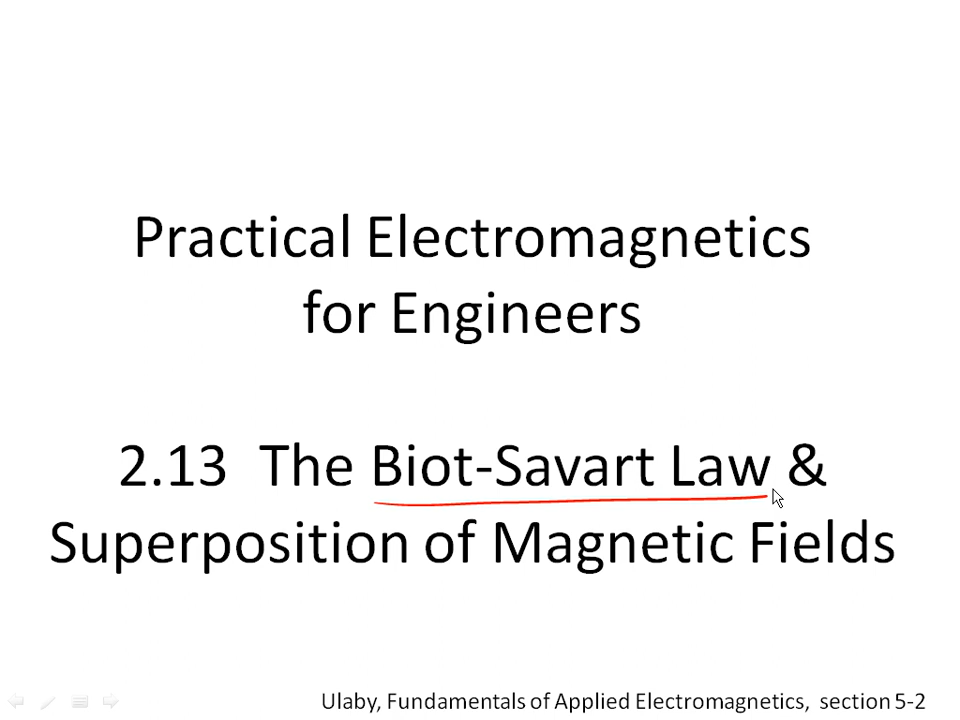 Practical Electromagnetics
for Engineers
2.13 The Biot-Savart Law &
Superposition of Magnetic Fields
Ulaby, Fundamentals of Applied Electromagnetics, section 5-2